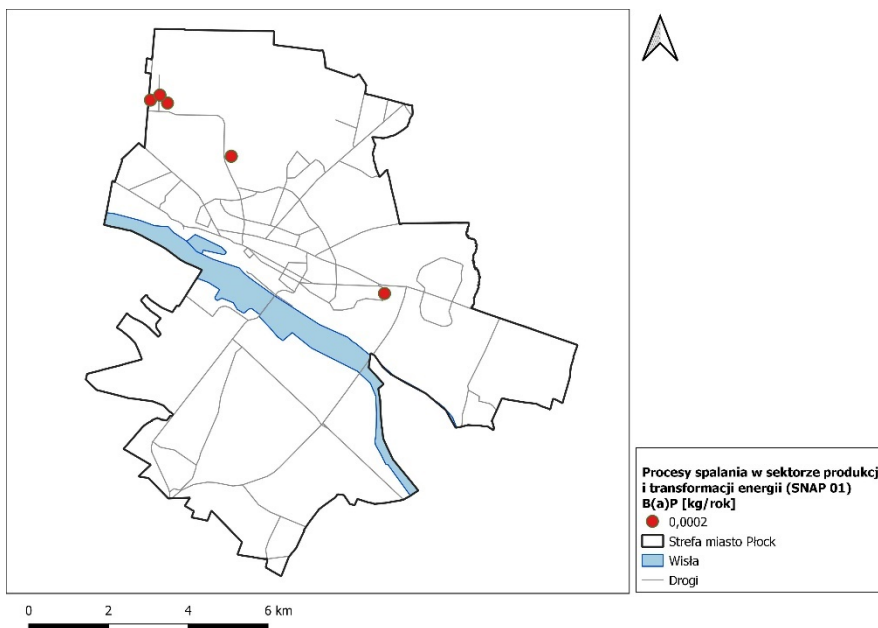 Procesy spalania w sektorze produkcj
i transformacji energii (SNAP 01)
B(a)P [kg/rok]
0,0002
Strefa miasto Płock
Wisła
Drogi
0 2 4 6 km